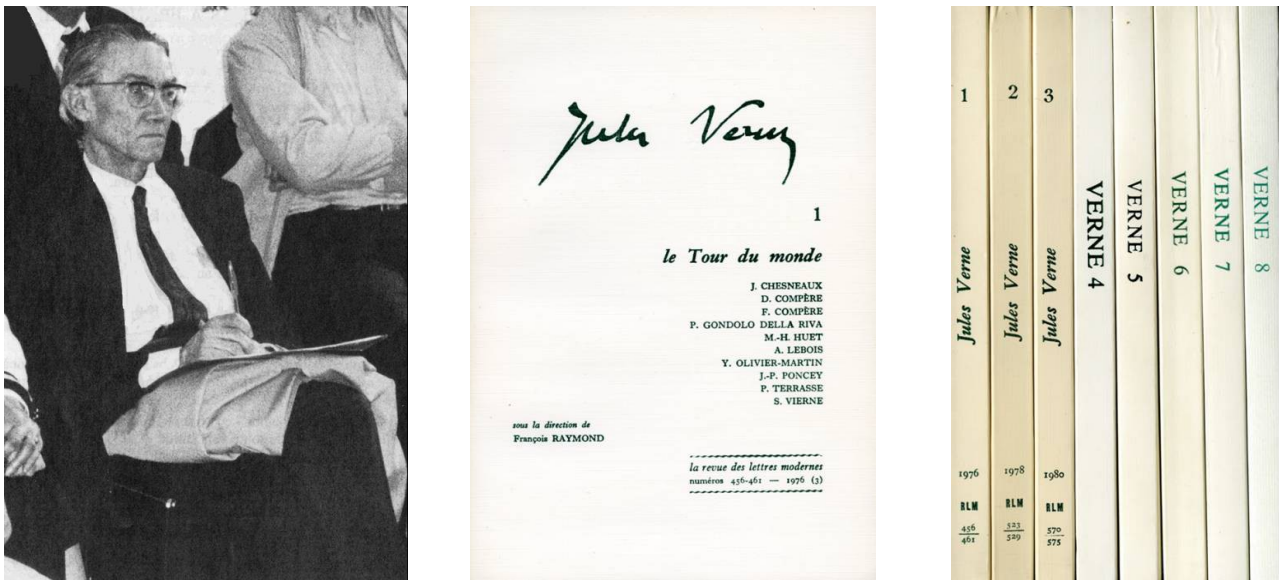 Jules Verne
1
le Tour du monde
J. CHESNEAUX
D. COMPÈRE
F. COMPÈRE
P. GONDOLO DELLA RIVA
M.-H. HUET
A. LEBOIS
Y. OLIVIER-MARTIN
J.-P. PONCEY
P. TERRASSE
S. VIERNE
sous la direction de
François RAYMOND
la revue des lettres modernes
numéros 456-461 — 1976 (3)
1
Jules Verne
1976
RLM
456
461
2
Jules Verne
1978
RLM
523
529
3
Jules Verne
1980
RLM
570
575
VERNE 4
VERNE 5
VERNE 6
VERNE 7
VERNE 8